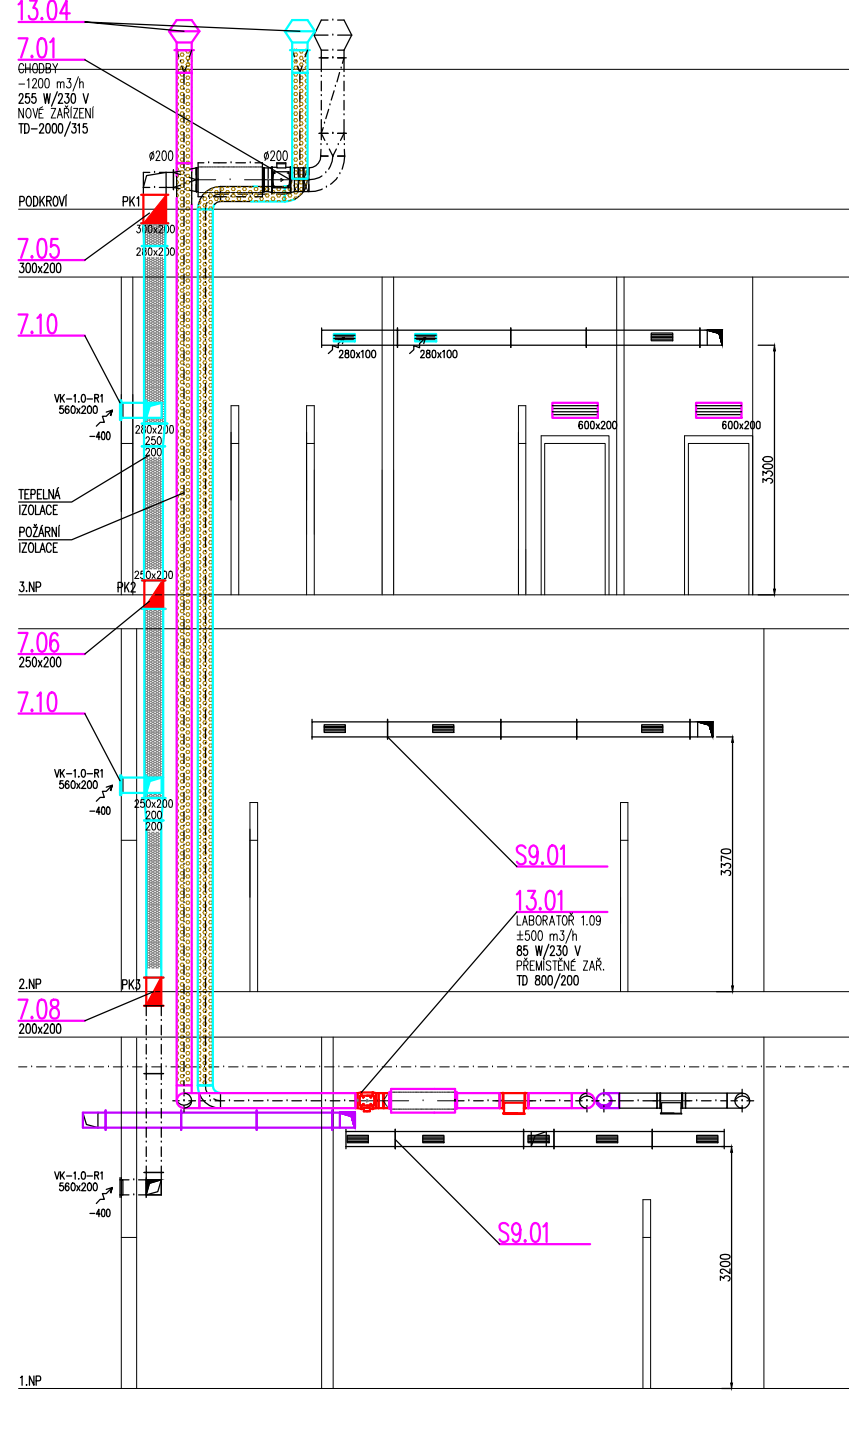 13.04
7.01
CHODBY
-1200 m3/h
255 W/230 V
NOVÉ ZAŘÍZENÍ
TD-2000/315
ø200
ø200
PODKROVÍ
PK1
300x200
7.05
300x200
280x200
7.10
280x100
280x100
VK-1.0-R1
560x200
-400
280x200
250
200
600x200
600x200
3300
TEPELNÁ
IZOLACE
POŽÁRNÍ
IZOLACE
250x200
3.NP
PK2
7.06
250x200
7.10
VK-1.0-R1
560x200
-400
250x200
200
200
S9.01
3370
13.01
LABORATOŘ 1.09
±500 m3/h
85 W/230 V
PŘEMÍSTĚNÉ ZAŘ.
TD 800/200
2.NP
PK3
7.08
200x200
VK-1.0-R1
560x200
-400
S9.01
3200
1.NP